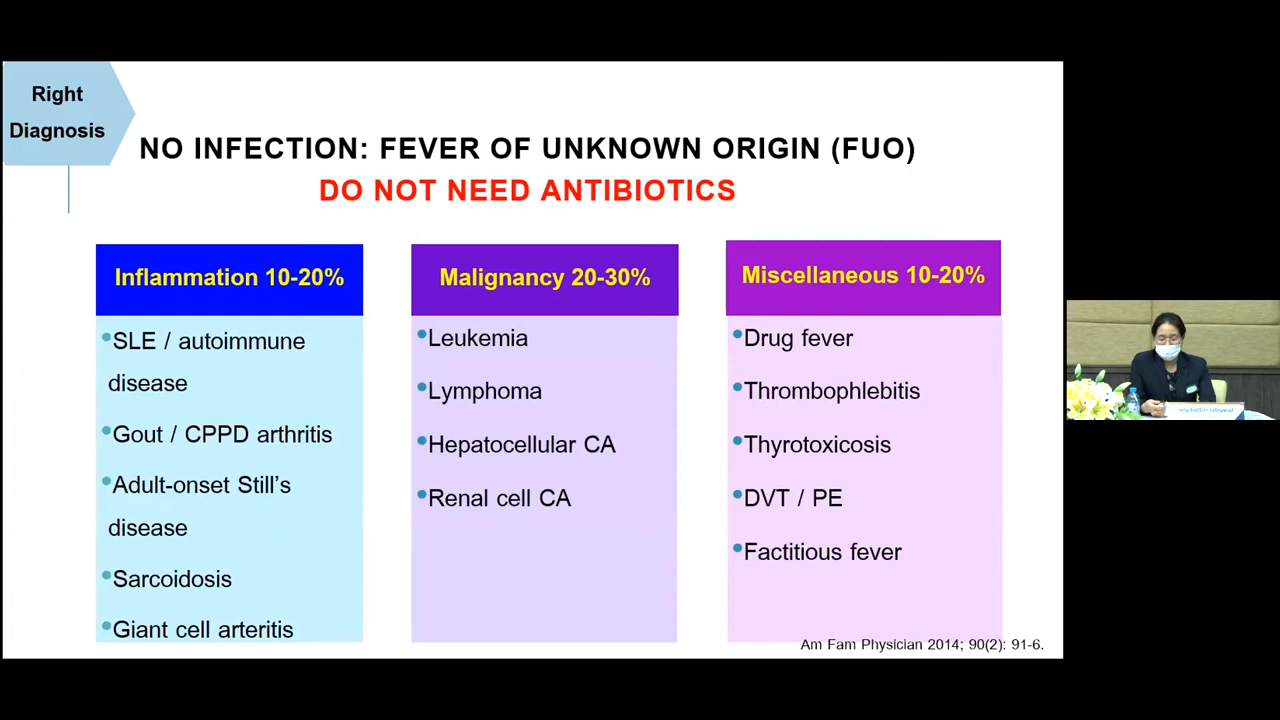 Right
Diagnosis
NO INFECTION: FEVER OF UNKNOWN ORIGIN (FUO)
DO NOT NEED ANTIBIOTICS
Inflammation 10-20%
•SLE / autoimmune
disease
•Gout / CPPD arthritis
•Adult-onset Still’s
disease
•Sarcoidosis
•Giant cell arteritis
Malignancy 20-30%
•Leukemia
•Lymphoma
•Hepatocellular CA
•Renal cell CA
Miscellaneous 10-20%
•Drug fever
•Thrombophlebitis
•Thyrotoxicosis
•DVT / PE
•Factitious fever
Am Fam Physician 2014; 90(2): 91-6.